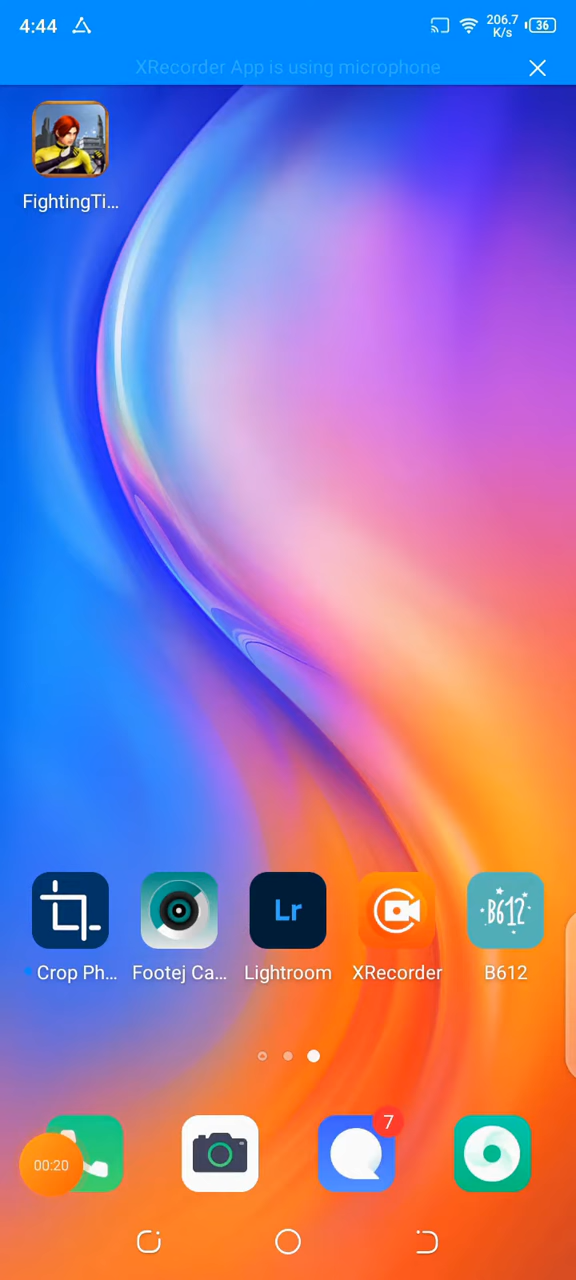 4:44
206.7
K/s
36
XRecorder App is using microphone
FightingTi...
Lr
B612
Crop Ph...
Footej Ca...
Lightroom
XRecorder
B612
7
00:20